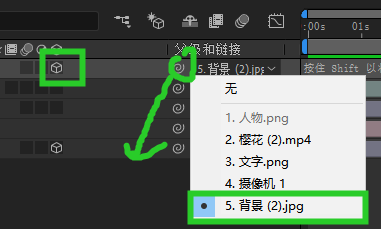 :00s
01s
父级和链接
5. 背景 (2).jpg
按住 Shift 以
无
1. 人物.png
2. 樱花 (2).mp4
3. 文字.png
4. 摄像机 1
5. 背景 (2).jpg